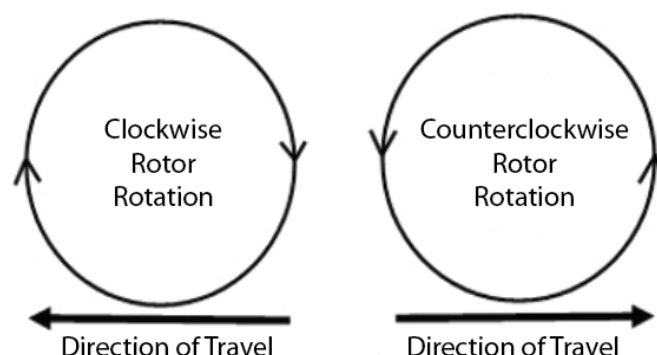 Clockwise
Rotor
Rotation
Counterclockwise
Rotor
Rotation
Direction of Travel
Direction of Travel